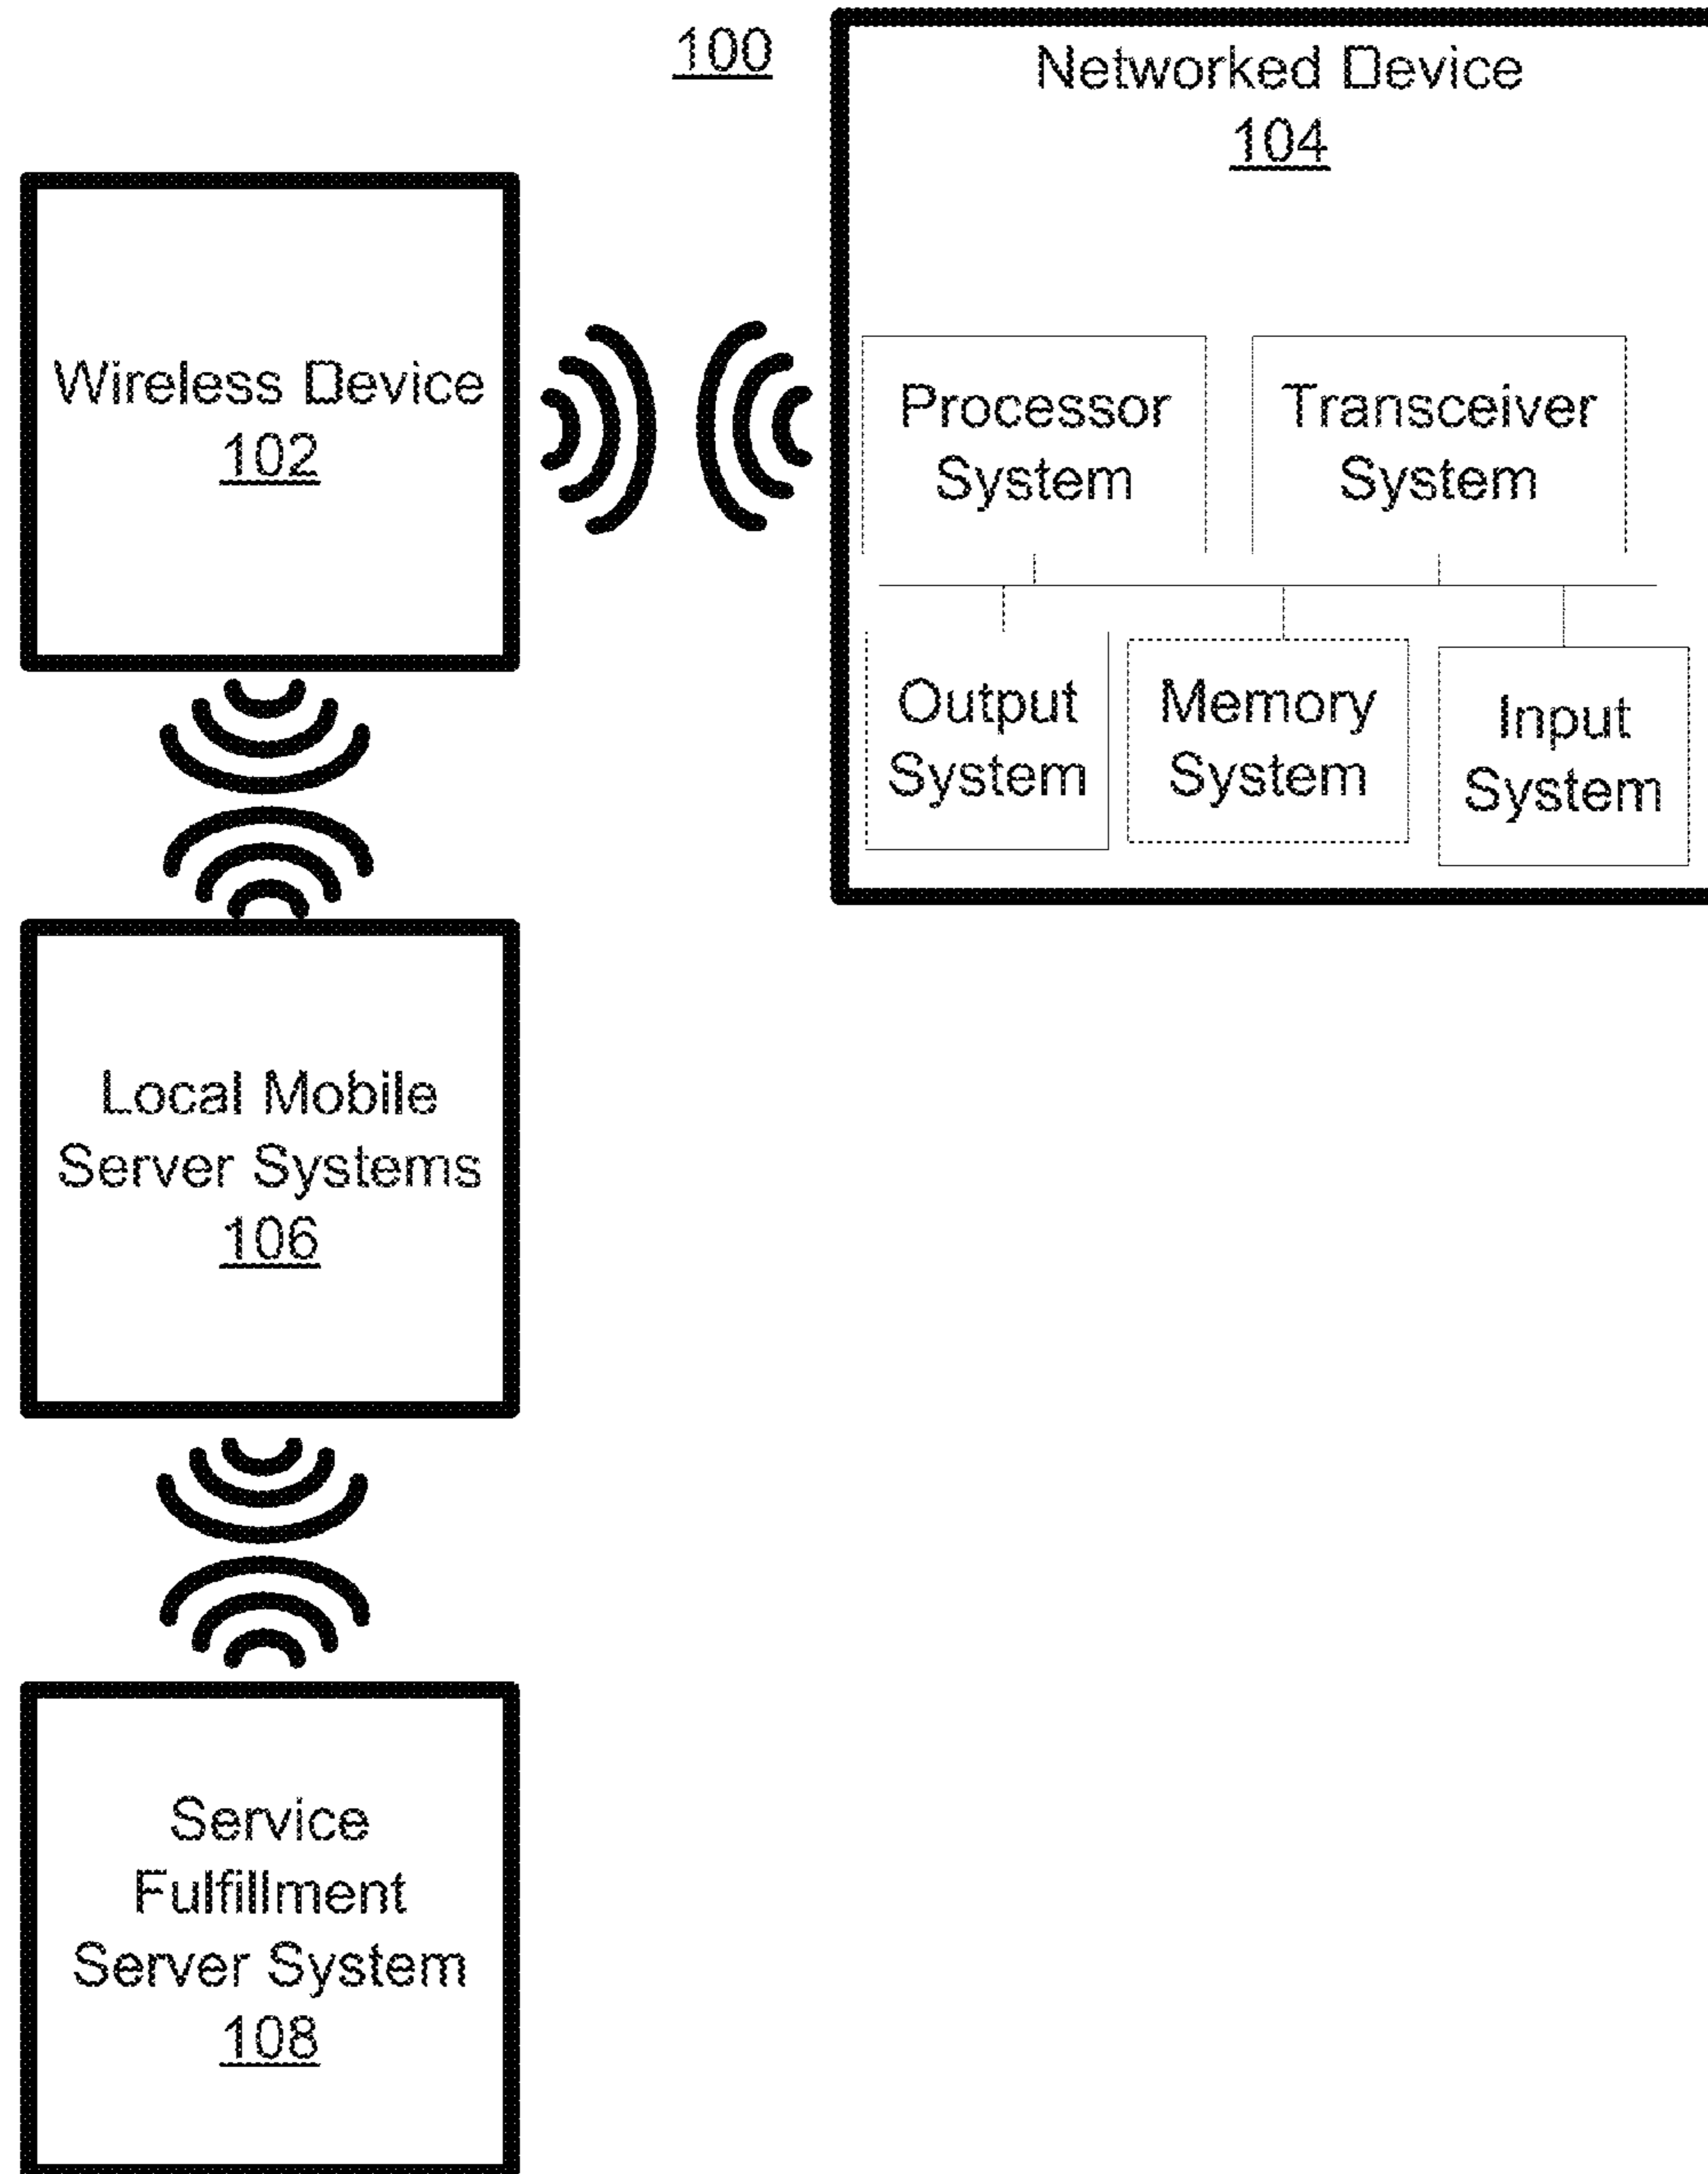 100
Networked Device
104
Wireless Device
102
Processor
System
Transceiver
System
Output
System
Memory
System
Input
System
Local Mobile
Server Systems
106
Service
Fulfillment
Server System
108